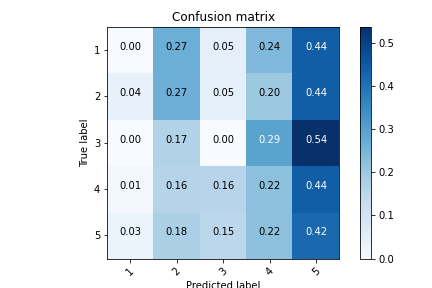 Confusion matrix
1 0.00 0.27 0.05 0.24 0.44
2 0.04 0.27 0.05 0.20 0.44
3 0.00 0.17 0.00 0.29 0.54
4 0.01 0.16 0.16 0.22 0.44
5 0.03 0.18 0.15 0.22 0.42
1 2 3 4 5
True label
Predicted label
0.5
0.4
0.3
0.2
0.1
0.0